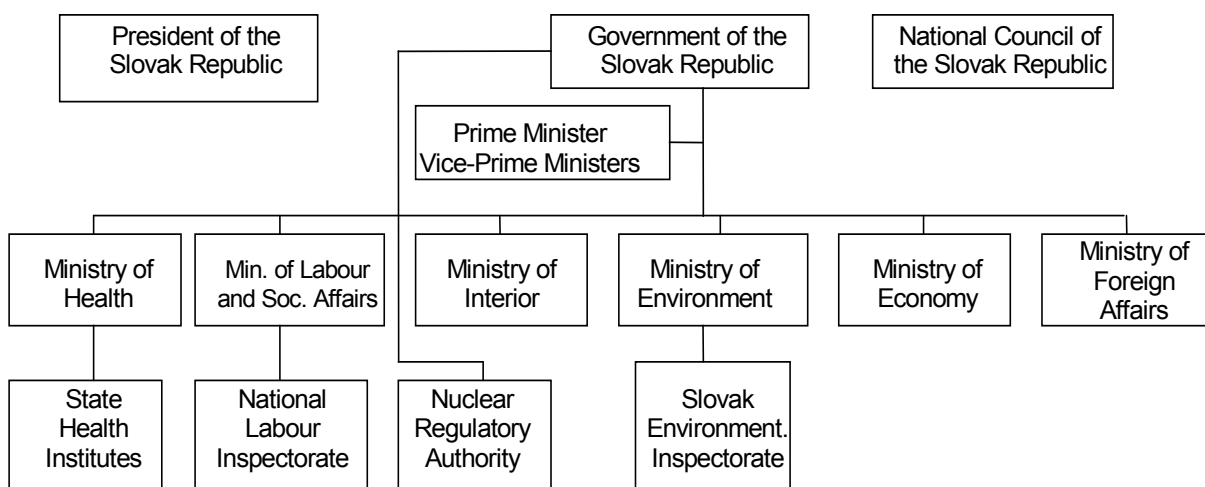 President of the
Slovak Republic
Government of the
Slovak Republic
National Council of
the Slovak Republic
Prime Minister
Vice-Prime Ministers
Ministry of
Health
Min. of Labour
and Soc. Affairs
Ministry of
Interior
Ministry of
Environment
Ministry of
Economy
Ministry of
Foreign
Affairs
State
Health
Institutes
National
Labour
Inspectorate
Nuclear
Regulatory
Authority
Slovak
Environment.
Inspectorate